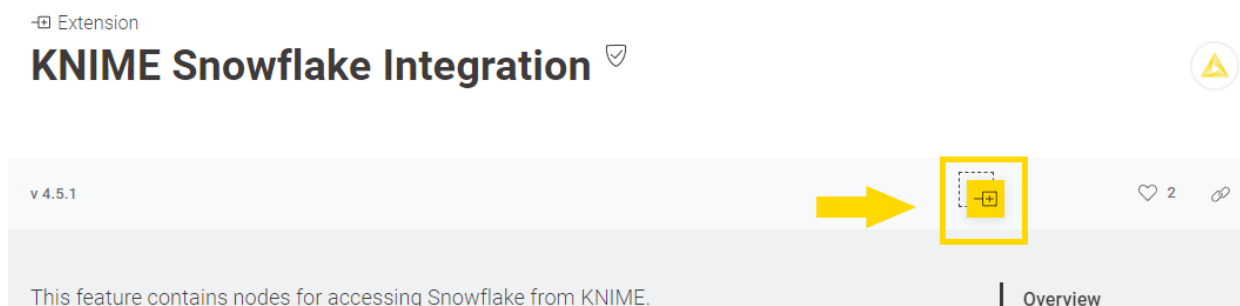 Extension
KNIME Snowflake Integration
v 4.5.1
2
This feature contains nodes for accessing Snowflake from KNIME.
Overview